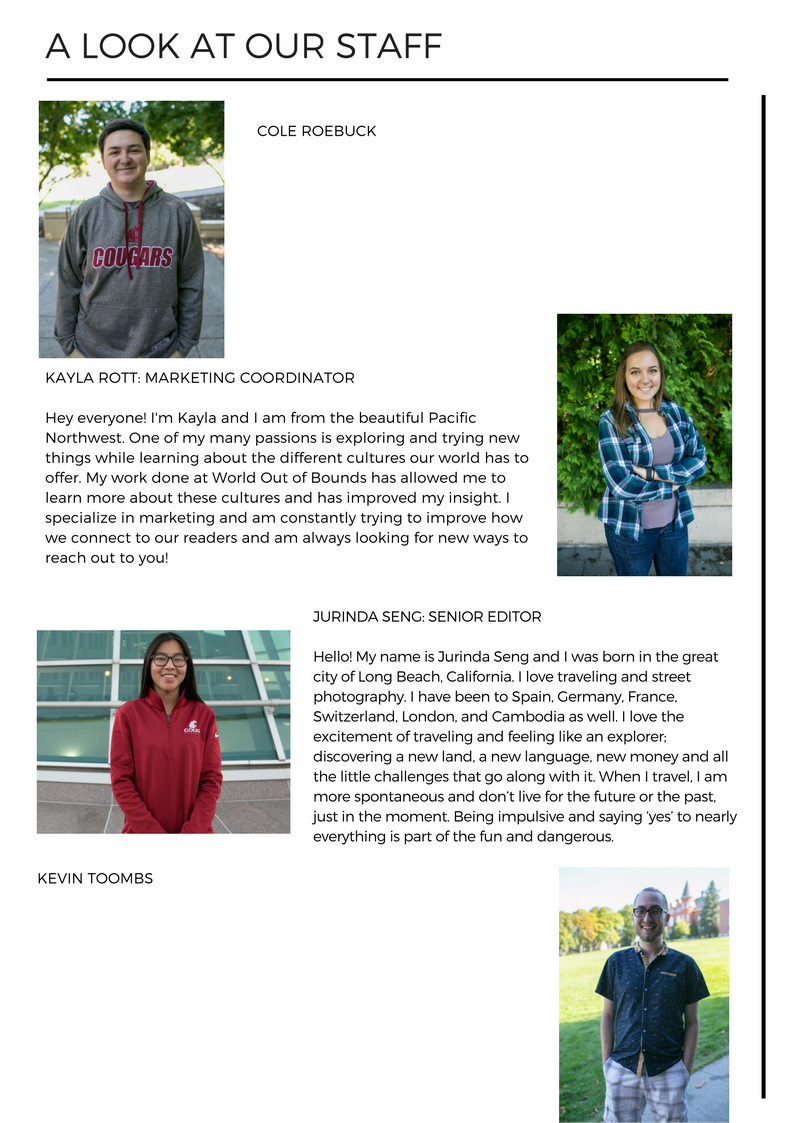 A LOOK AT OUR STAFF
COLE ROEBUCK
COUGARS
KAYLA ROTT: MARKETING COORDINATOR
Hey everyone! I'm Kayla and I am from the beautiful Pacific
Northwest. One of my many passions is exploring and trying new
things while learning about the different cultures our world has to
offer. My work done at World Out of Bounds has allowed me to
learn more about these cultures and has improved my insight. I
specialize in marketing and am constantly trying to improve how
we connect to our readers and am always looking for new ways to
reach out to you!
JURINDA SENG: SENIOR EDITOR
Hello! My name is Jurinda Seng and I was born in the great
city of Long Beach, California. I love traveling and street
photography. I have been to Spain, Germany, France,
Switzerland, London, and Cambodia as well. I love the
excitement of traveling and feeling like an explorer;
discovering a new land, a new language, new money and all
the little challenges that go along with it. When I travel, I am
more spontaneous and don’t live for the future or the past,
just in the moment. Being impulsive and saying ‘yes’ to nearly
everything is part of the fun and dangerous.
COUG
KEVIN TOOMBS